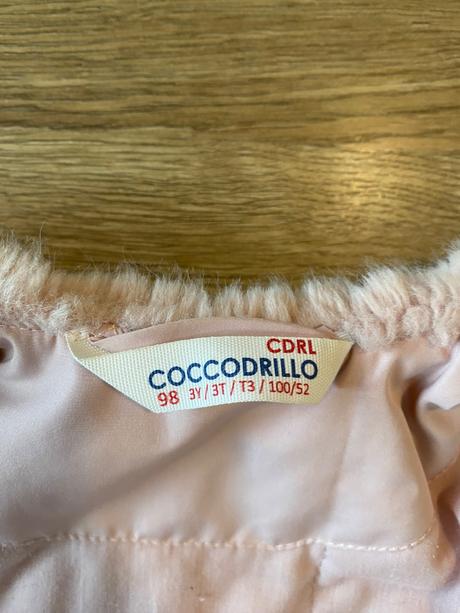 CDRL
COCCODRILLO
98 3Y / 3T / T3 / 100/52